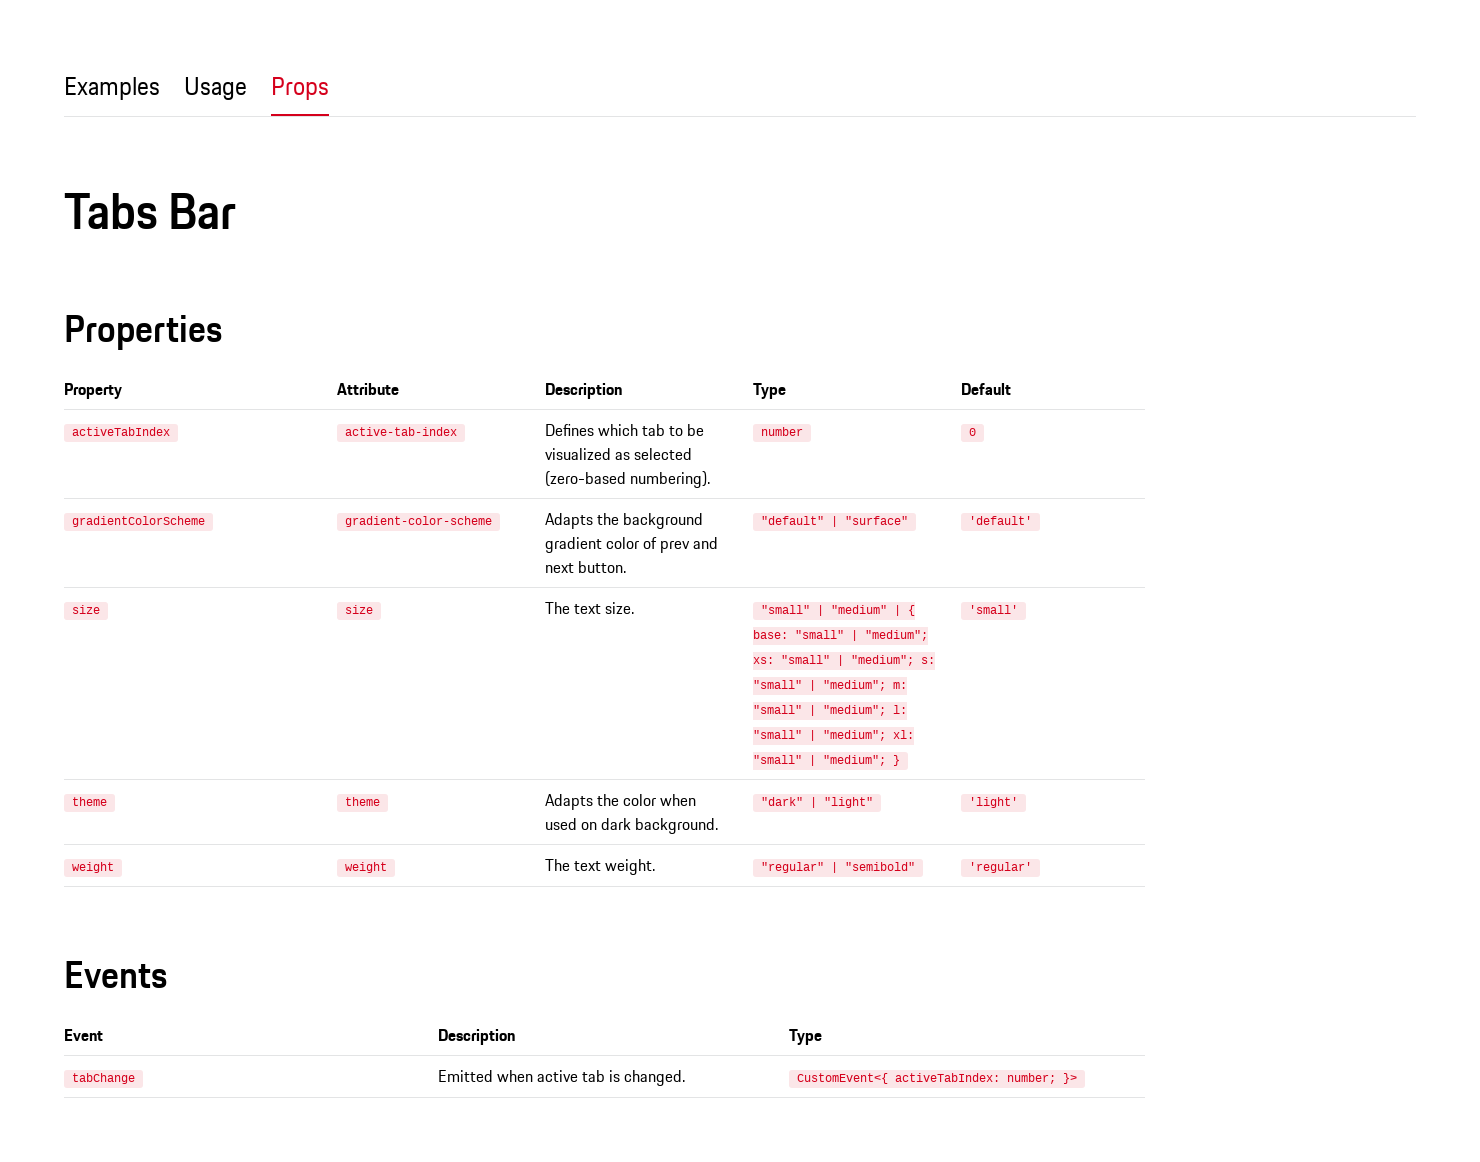 Examples Usage Props
Tabs Bar
Properties
Property Attribute Description Type Default
activeTabIndex active-tab-index Defines which tab to be number 0
visualized as selected
(zero-based numbering).
gradientColorScheme gradient-color-scheme Adapts the background "default" | "surface" 'default'
gradient color of prev and
next button.
size size The text size. "small" | "medium" | { 'small'
base: "small" | "medium";
xs: "small" | "medium"; s:
"small" | "medium"; m:
"small" | "medium"; l:
"small" | "medium"; xl:
"small" | "medium"; }
theme theme Adapts the color when "dark" | "light" 'light'
used on dark background.
weight weight The text weight. "regular" | "semibold" 'regular'
Events
Event Description Type
tabChange Emitted when active tab is changed. CustomEvent<{ activeTabIndex: number; }>